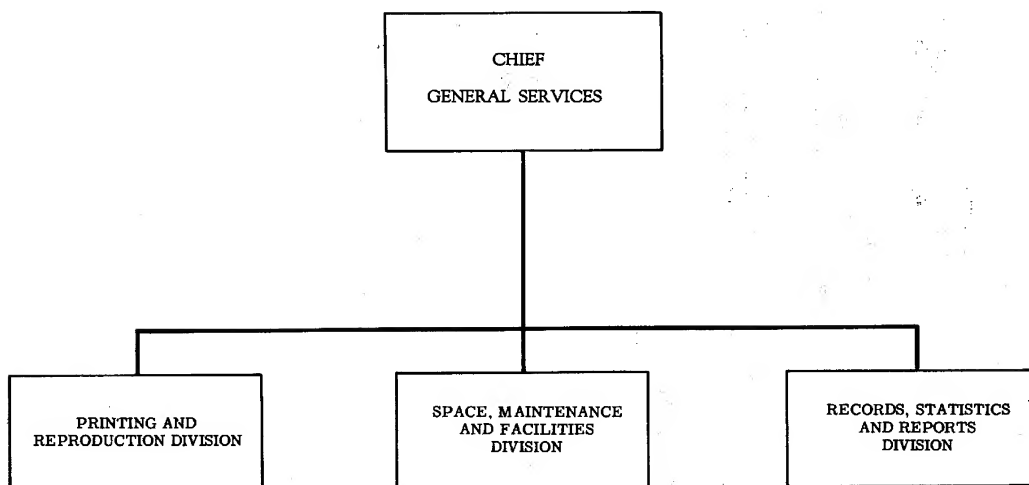 CHIEF
GENERAL SERVICES
PRINTING AND
REPRODUCTION DIVISION
SPACE, MAINTENANCE
AND FACILITIES
DIVISION
RECORDS, STATISTICS
AND REPORTS
DIVISION